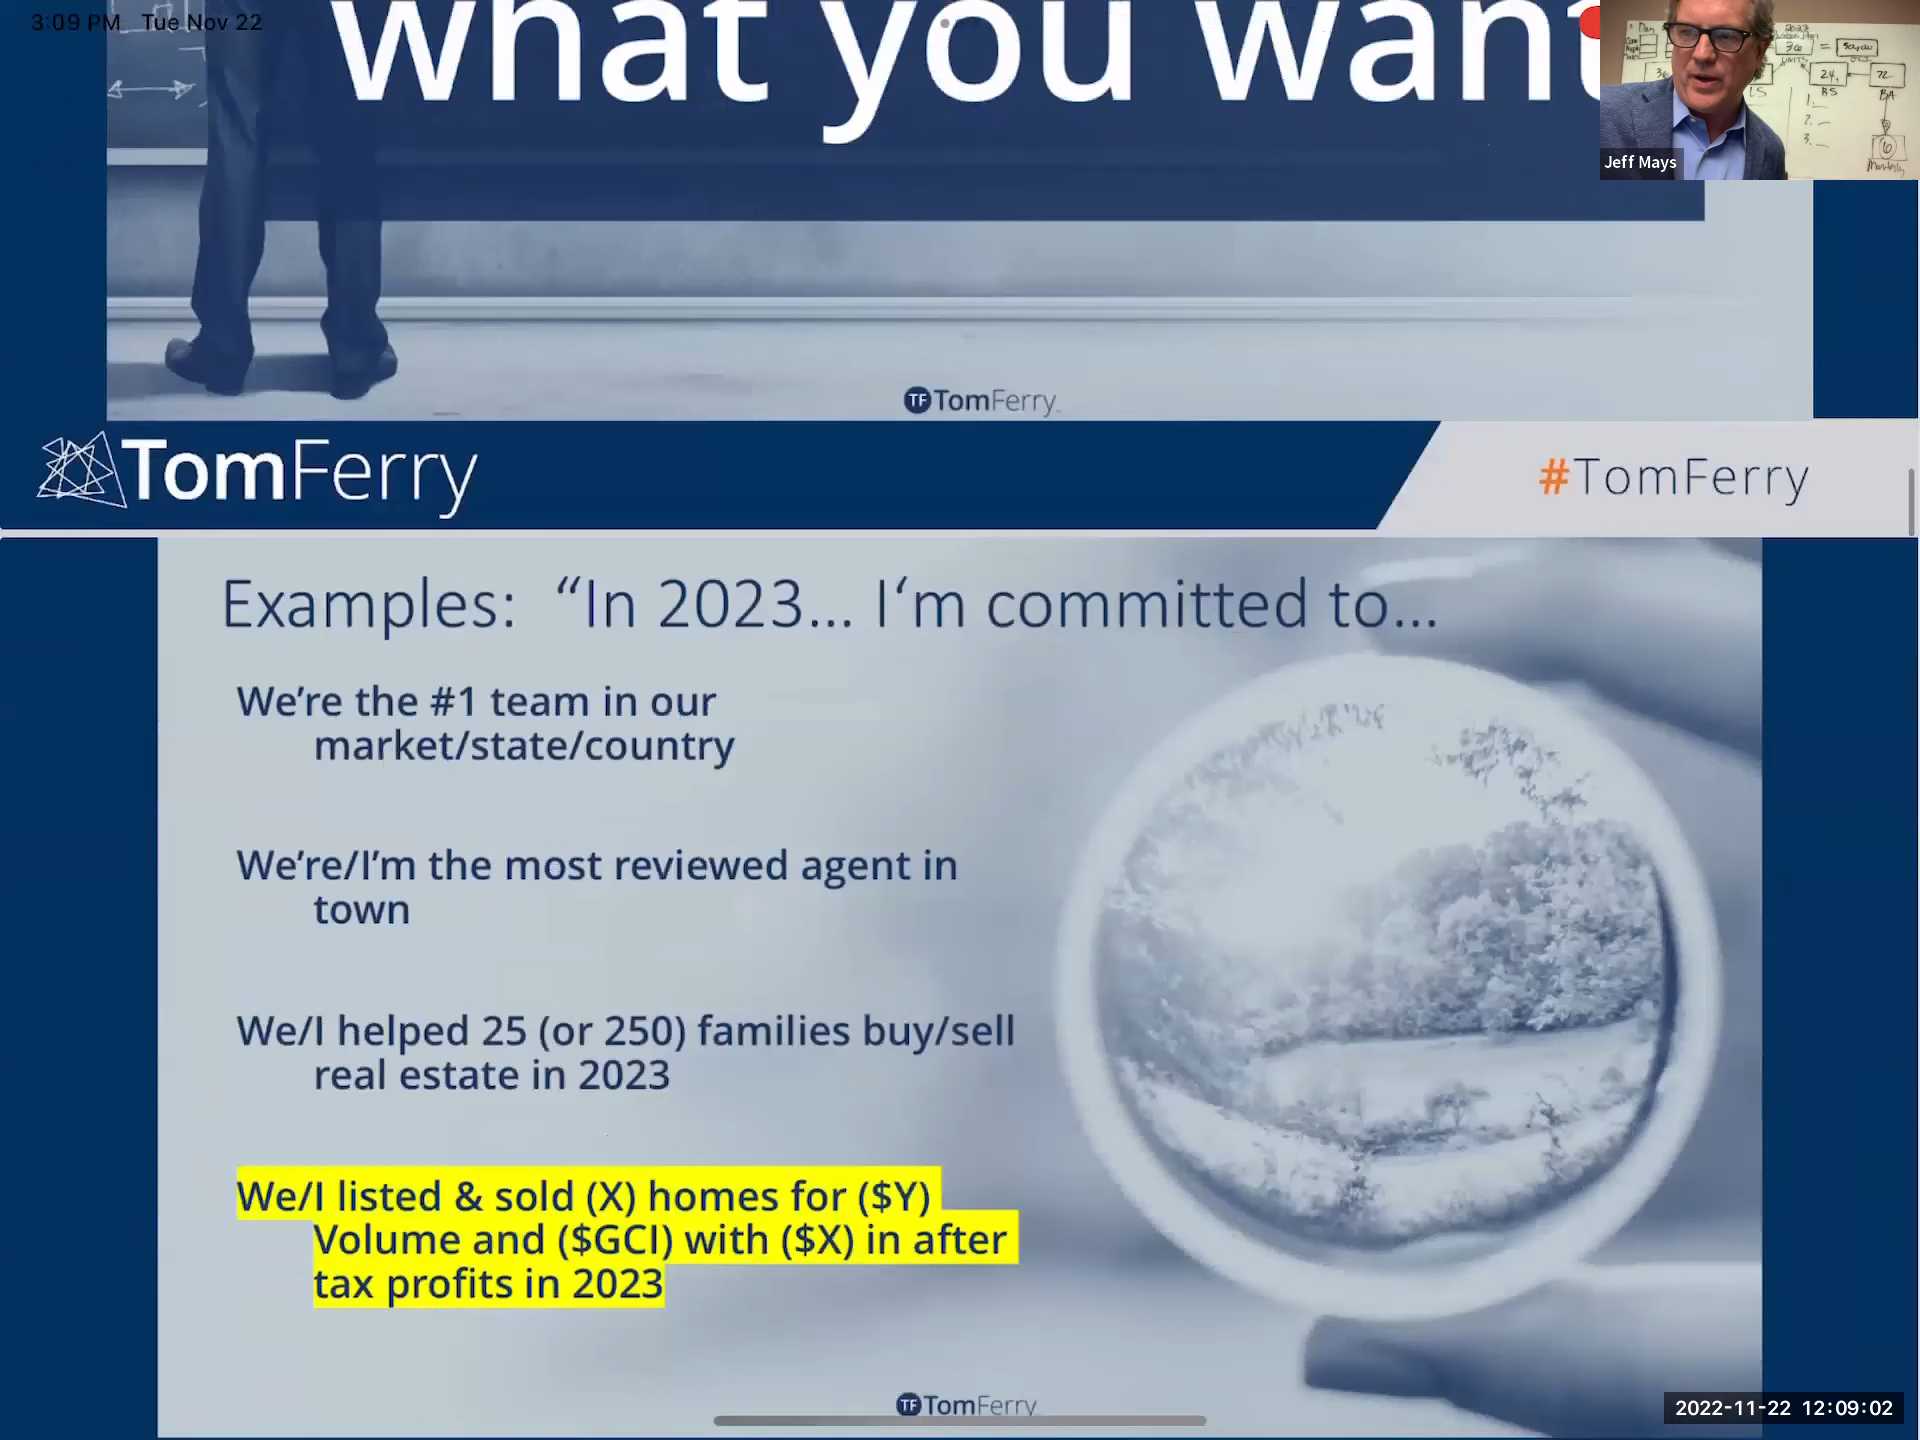 3:09 PM Tue Nov 22
what you want
Jeff Mays
TF TomFerry
TomFerry
#TomFerry
Examples: “In 2023... I‘m committed to...
We’re the #1 team in our
market/state/country
We’re/I’m the most reviewed agent in
town
We/I helped 25 (or 250) families buy/sell
real estate in 2023
We/I listed & sold (X) homes for ($Y)
Volume and ($GCI) with ($X) in after
tax profits in 2023
TF TomFerry
2022-11-22 12:09:02